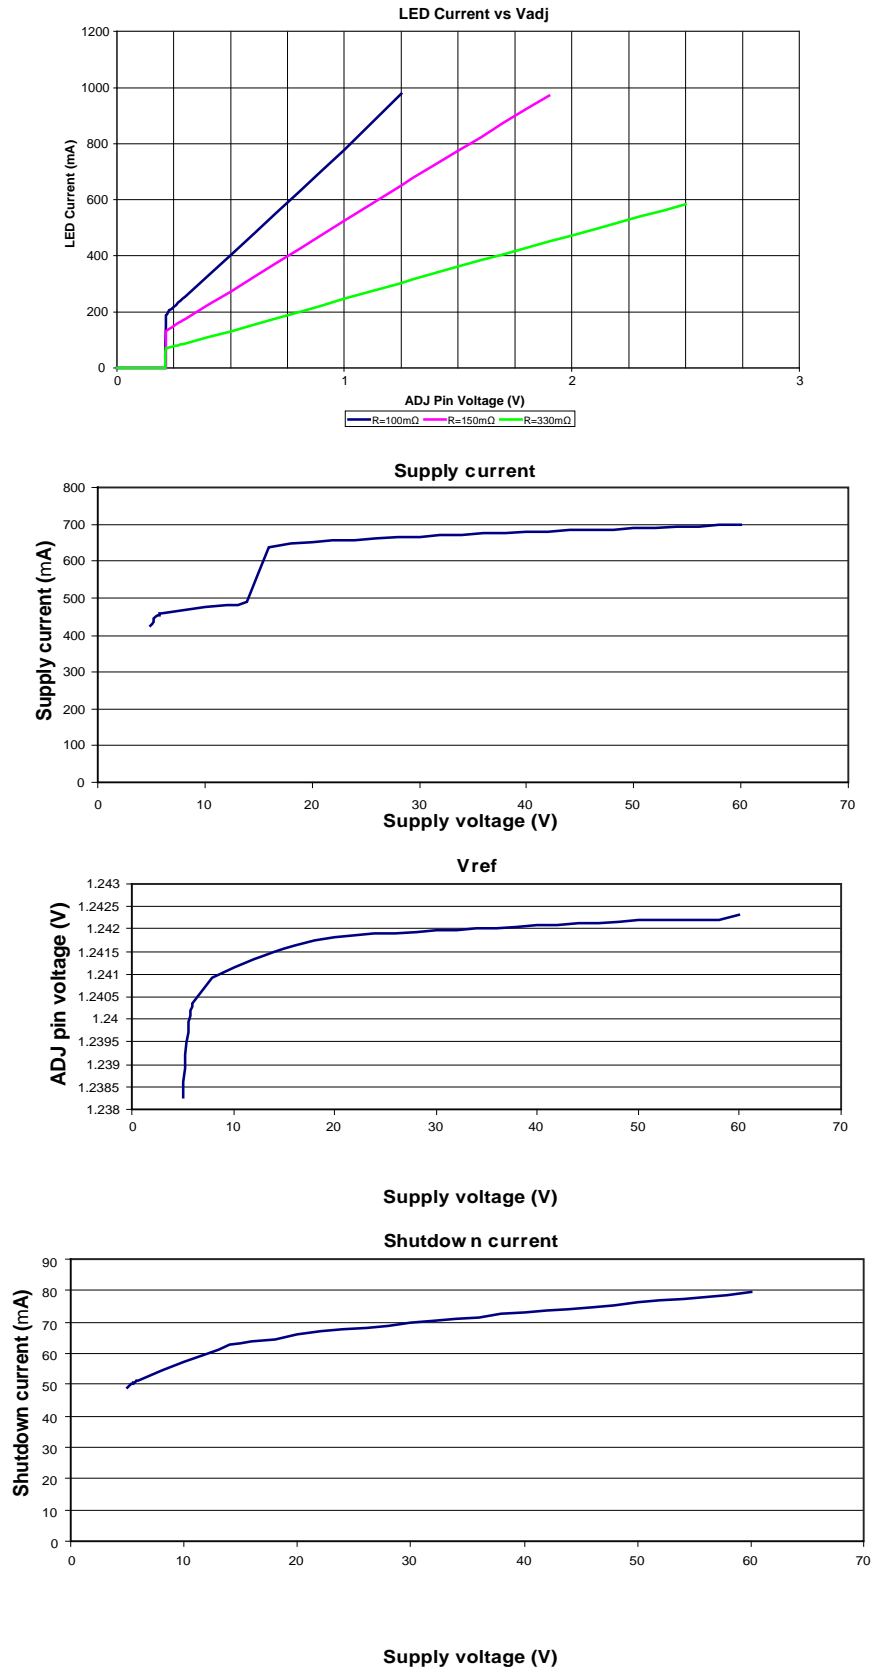 LED Current vs Vadj
1200
1000
800
600
400
200
0
LED Current (mA)
0 1 2 3
ADJ Pin Voltage (V)
R=100mΩ R=150mΩ R=330mΩ
Supply current
800
700
600
500
400
300
200
100
0
Supply current (mA)
0 10 20 30 40 50 60 70
Supply voltage (V)
Vref
1.243
1.2425
1.242
1.2415
1.241
1.2405
1.24
1.2395
1.239
1.2385
1.238
ADJ pin voltage (V)
0 10 20 30 40 50 60 70
Supply voltage (V)
Shutdown current
90
80
70
60
50
40
30
20
10
0
Shutdown current (mA)
0 10 20 30 40 50 60 70
Supply voltage (V)